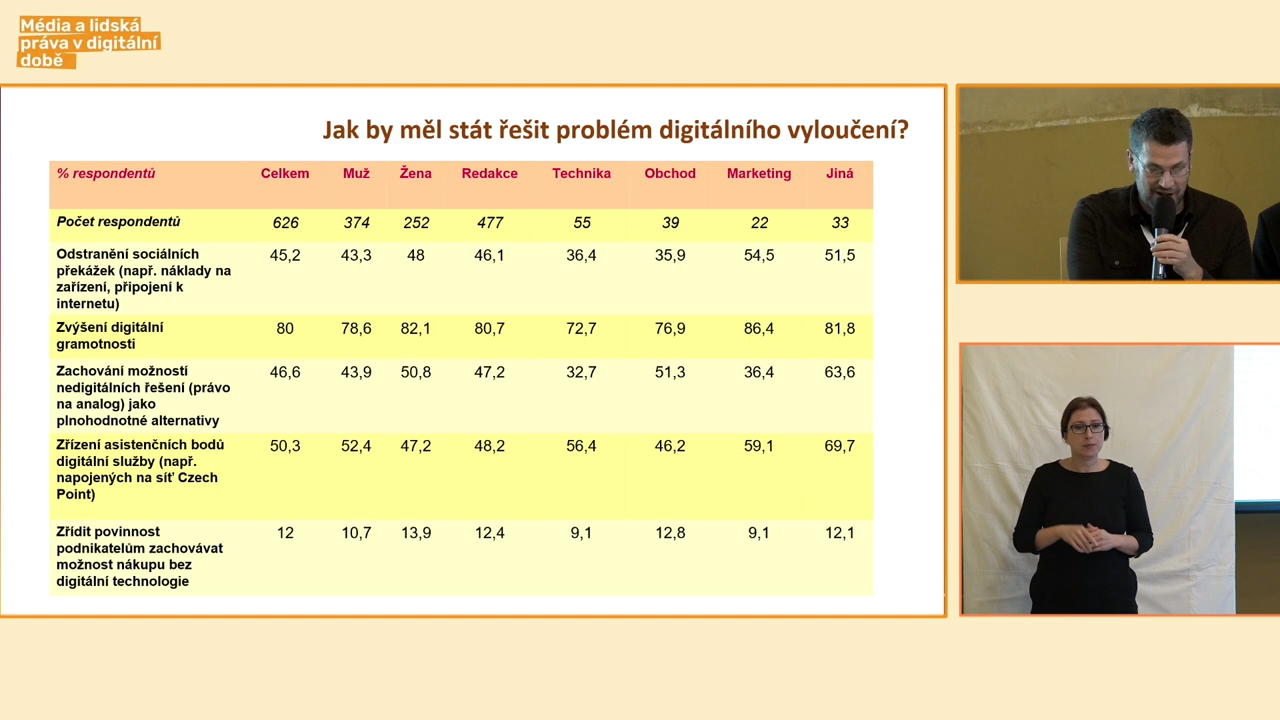 Média a lidská
práva v digitální
době
Jak by měl stát řešit problém digitálního vyloučení?
% respondentů Celkem Muž Žena Redakce Technika Obchod Marketing Jiná
Počet respondentů 626 374 252 477 55 39 22 33
Odstranění sociálních 45,2 43,3 48 46,1 36,4 35,9 54,5 51,5
překážek (např. náklady na
zařízení, připojení k
internetu)
Zvýšení digitální 80 78,6 82,1 80,7 72,7 76,9 86,4 81,8
gramotnosti
Zachování možností 46,6 43,9 50,8 47,2 32,7 51,3 36,4 63,6
nedigitálních řešení (právo
na analog) jako
plnohodnotné alternativy
Zřízení asistenčních bodů 50,3 52,4 47,2 48,2 56,4 46,2 59,1 69,7
digitální služby (např.
napojených na síť Czech
Point)
Zřídit povinnost 12 10,7 13,9 12,4 9,1 12,8 9,1 12,1
podnikatelům zachovávat
možnost nákupu bez
digitální technologie